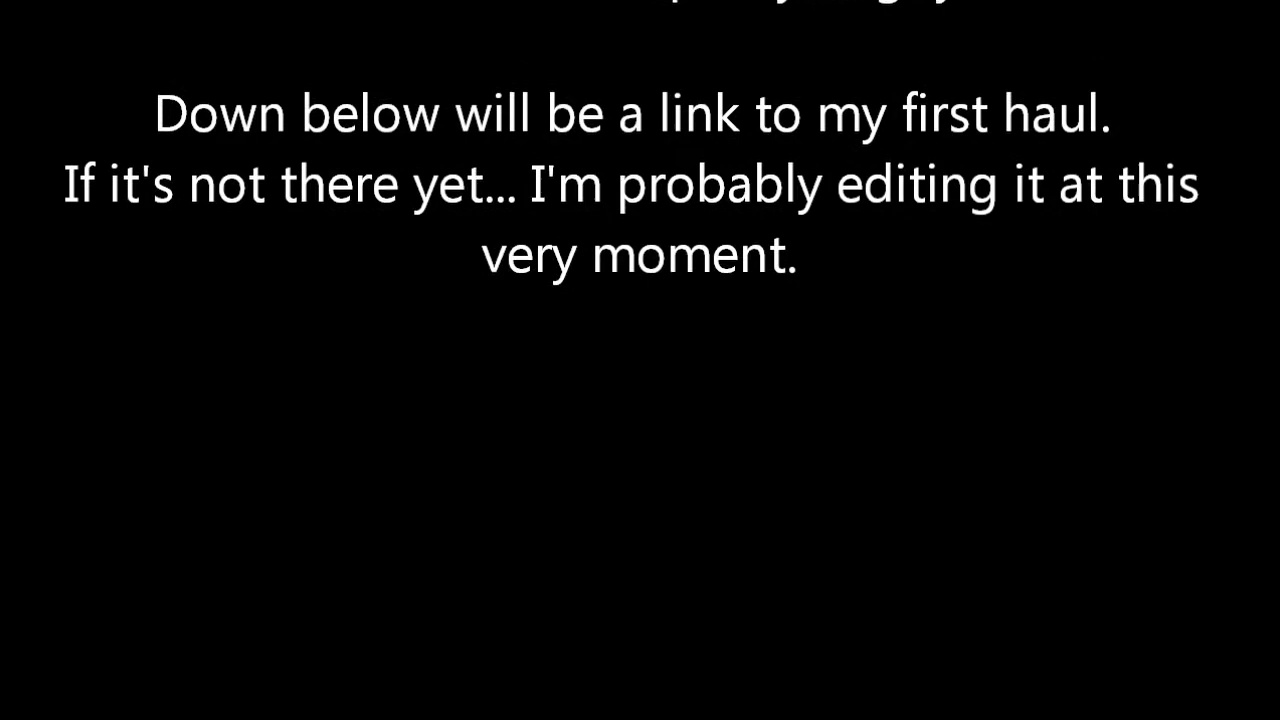 Down below will be a link to my first haul.
If it's not there yet... I'm probably editing it at this
very moment.